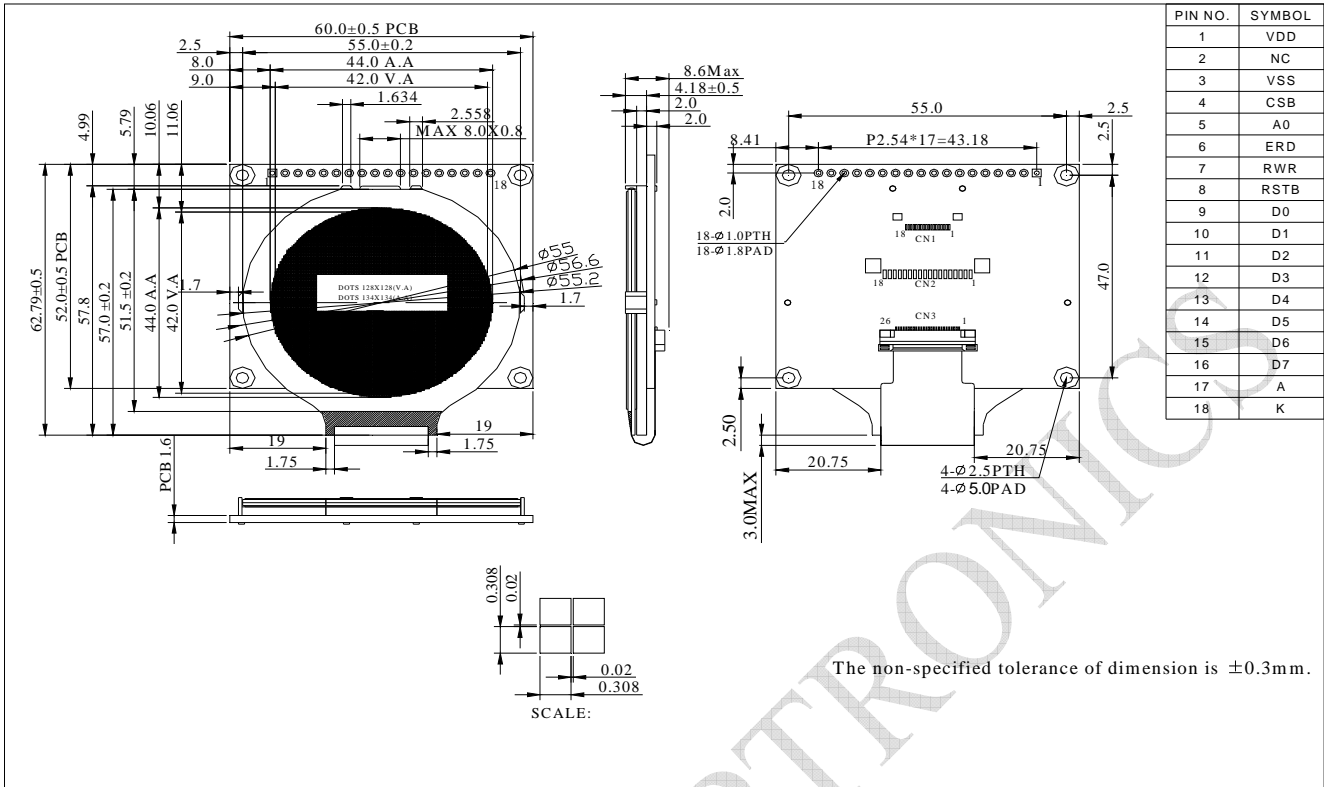 60.0±0.5 PCB
2.5
55.0±0.2
8.0
44.0 A.A
9.0
42.0 V.A
1.634
2.558
MAX 8.0X0.8
4.99
5.79
10.06
11.06
1
18
62.79±0.5
52.0±0.5 PCB
57.8
57.0 ±0.2
51.5 ±0.2
44.0 A.A
42.0 V.A
1.7
DOTS 128X128(V.A)
DOTS 134X134(A.A)
Ø55
Ø56.6
Ø55.2
1.7
19
19
1.75
1.75
PCB 1.6
8.6Max
4.18±0.5
2.0
2.0
55.0
2.5
8.41
P2.54*17=43.18
2.5
18
1
2.0
18-Ø1.0PTH
18-Ø1.8PAD
18
CN1
1
18
CN2
1
CN3
26
1
47.0
2.50
20.75
20.75
3.0MAX
4-Ø2.5PTH
4-Ø5.0PAD
0.308
0.02
0.02
0.308
SCALE:
The non-specified tolerance of dimension is ±0.3mm.
PIN NO. SYMBOL
1 VDD
2 NC
3 VSS
4 CSB
5 A0
6 ERD
7 RWR
8 RSTB
9 D0
10 D1
11 D2
12 D3
13 D4
14 D5
15 D6
16 D7
17 A
18 K